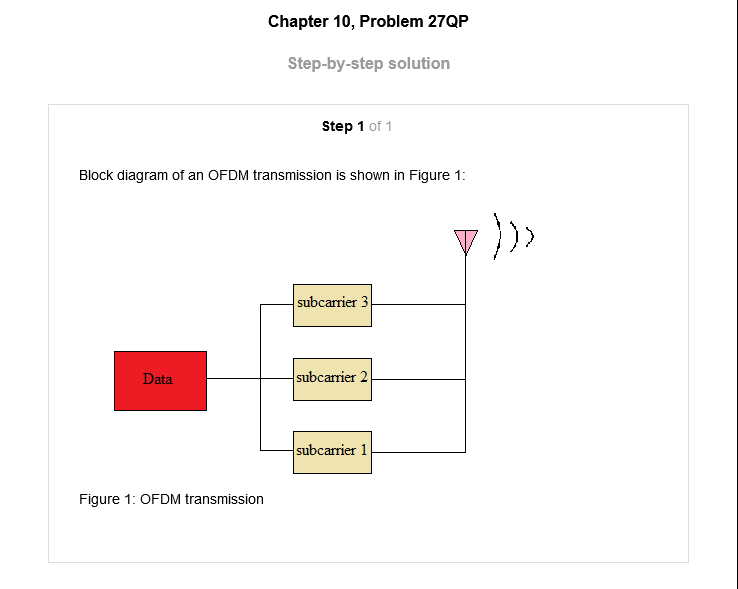 Chapter 10, Problem 27QP
Step-by-step solution
Step 1 of 1
Block diagram of an OFDM transmission is shown in Figure 1:
subcarrier 3
Data
subcarrier 2
subcarrier 1
Figure 1: OFDM transmission